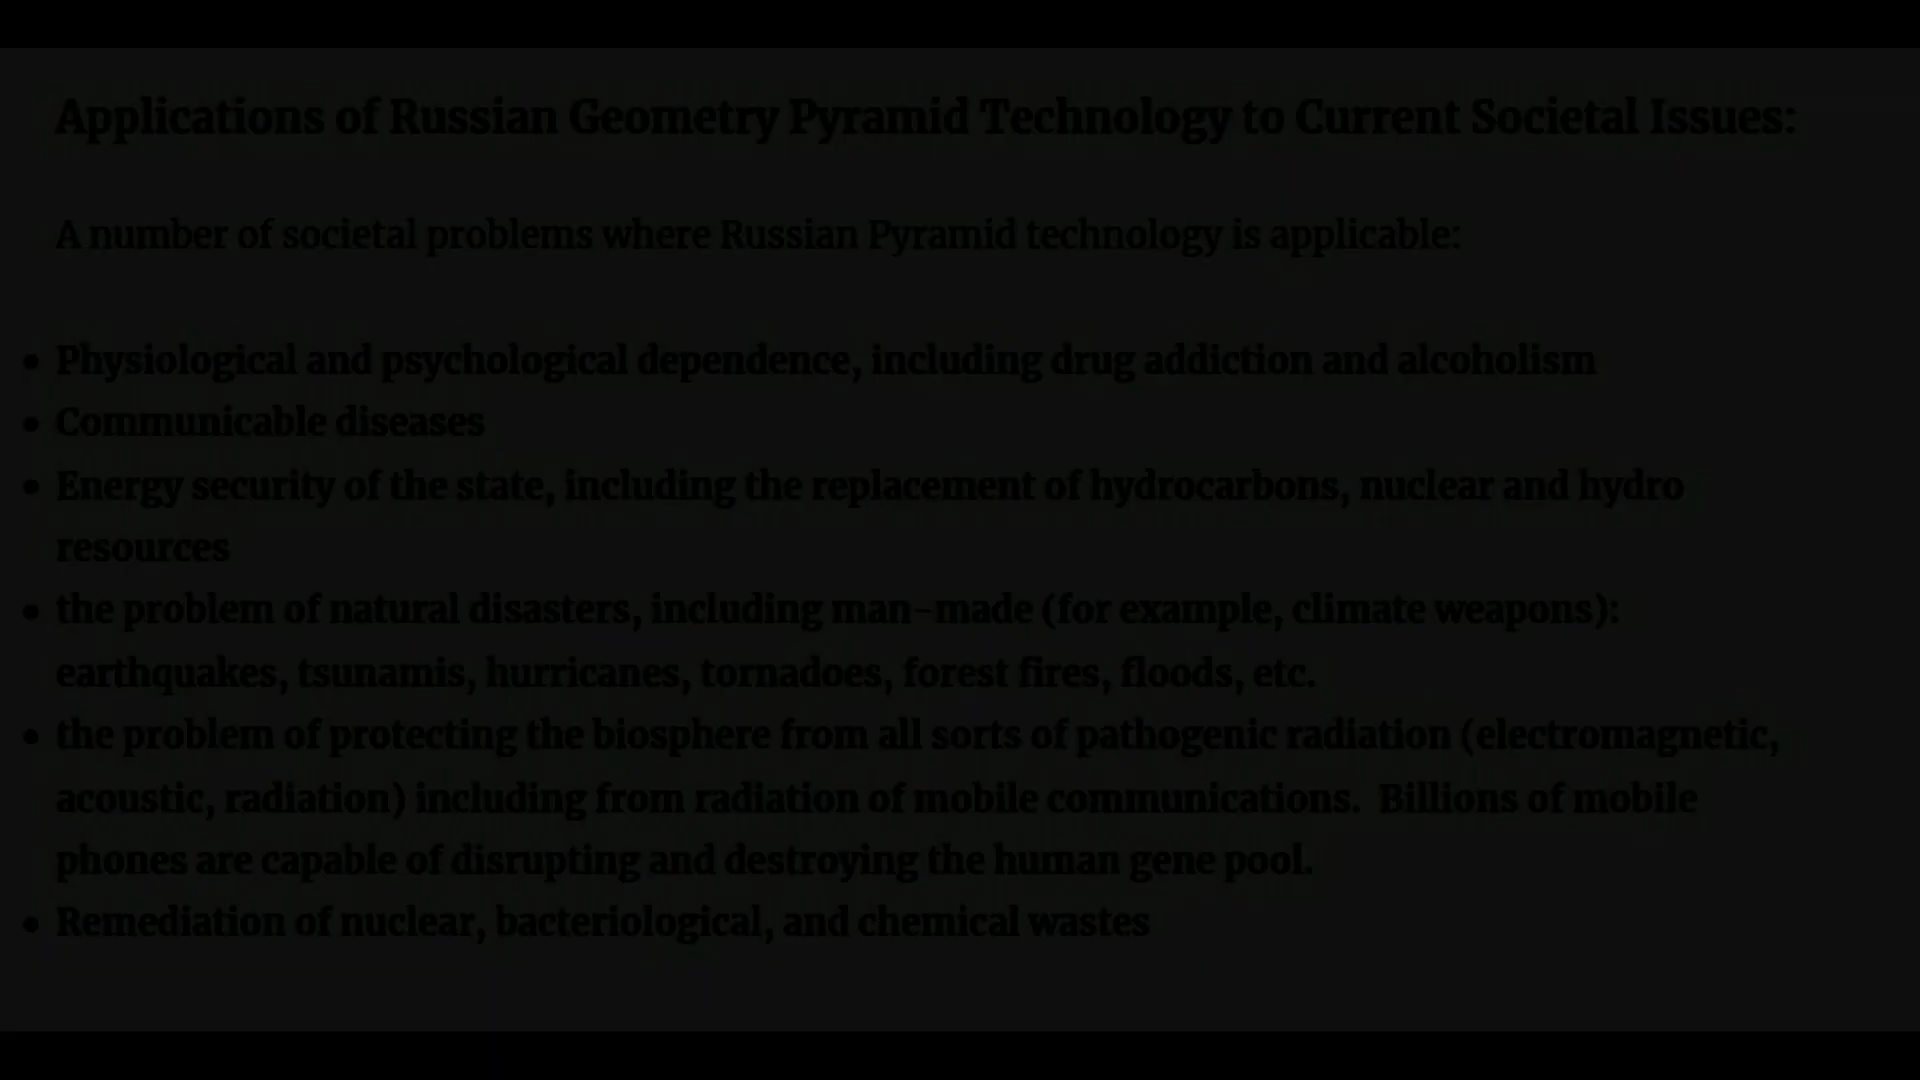 Applications of Russian Geometry Pyramid Technology to Current Societal Issues:
A number of societal problems where Russian Pyramid technology is applicable:
• Physiological and psychological dependence, including drug addiction and alcoholism
• Communicable diseases
• Energy security of the state, including the replacement of hydrocarbons, nuclear and hydro
resources
• the problem of natural disasters, including man-made (for example, climate weapons):
earthquakes, tsunamis, hurricanes, tornadoes, forest fires, floods, etc.
• the problem of protecting the biosphere from all sorts of pathogenic radiation (electromagnetic,
acoustic, radiation) including from radiation of mobile communications.  Billions of mobile
phones are capable of disrupting and destroying the human gene pool.
• Remediation of nuclear, bacteriological, and chemical wastes